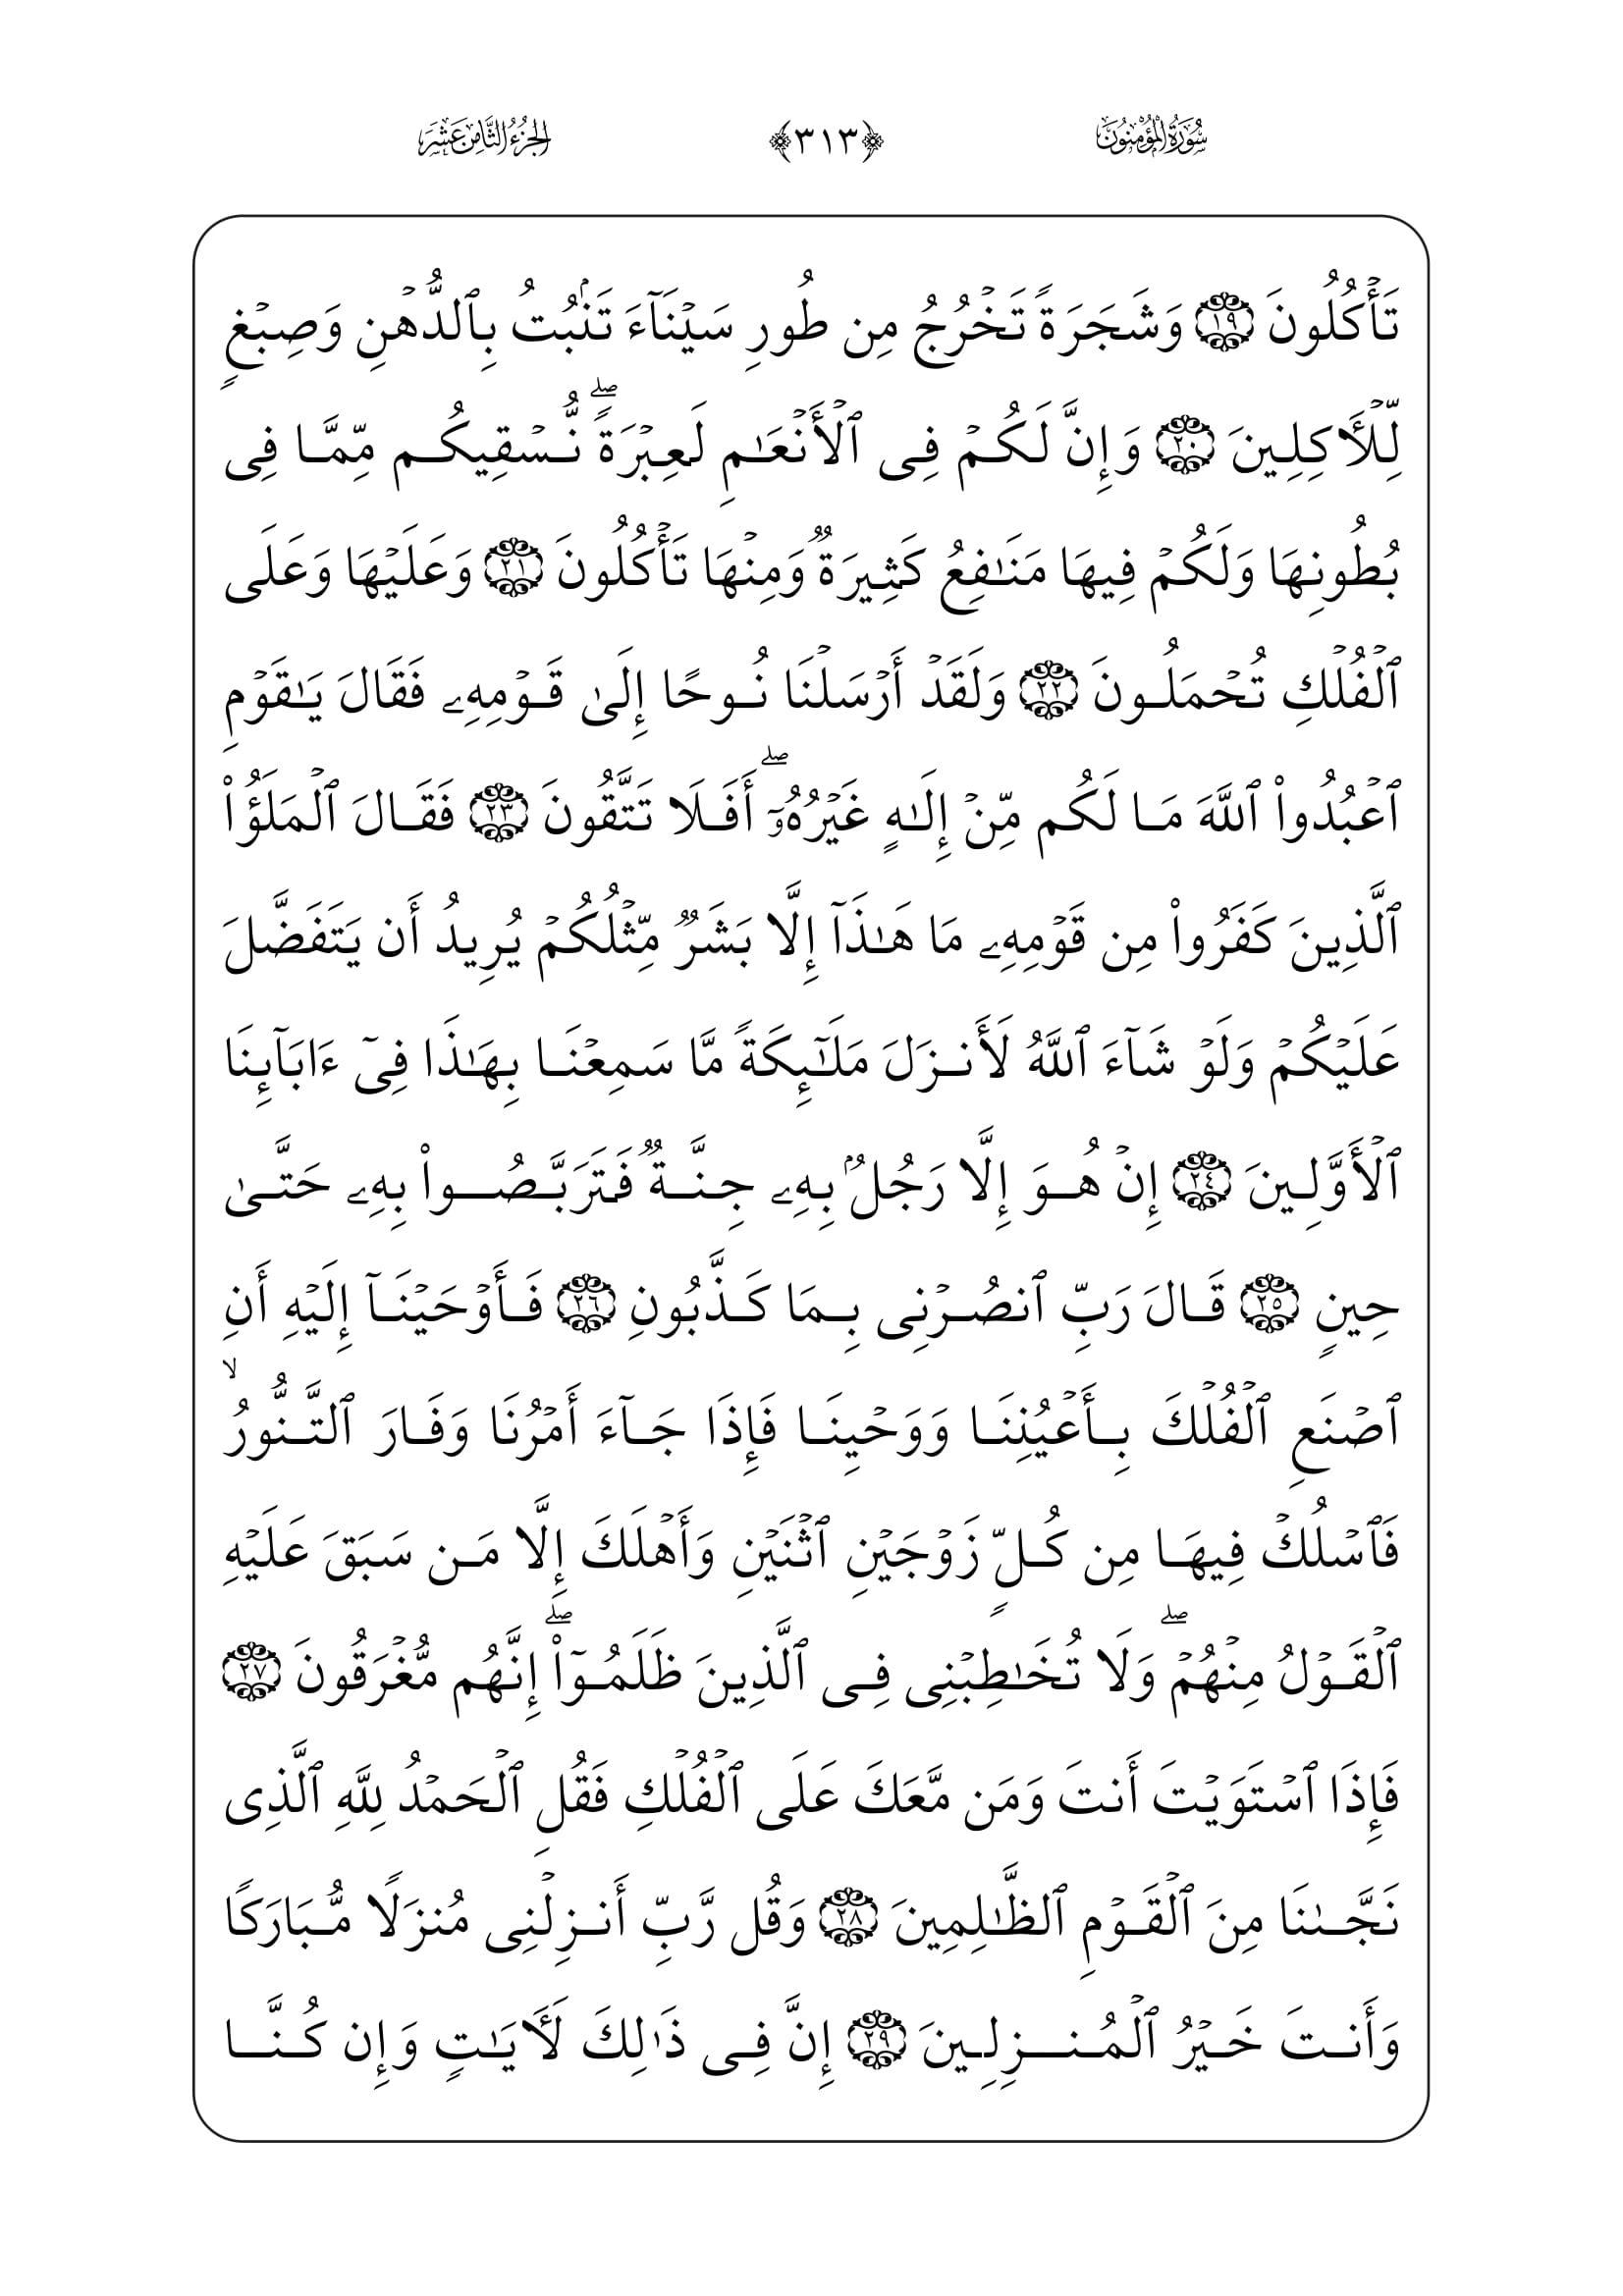 سُورَةُ الْمُؤْمِنُونَ ﴿٣١٣﴾ الجُزْءُ الثَّامِنَ عَشَرَ
تَأۡكُلُونَ ١٩ وَشَجَرَةٗ تَخۡرُجُ مِن طُورِ سَيۡنَآءَ تَنۢبُتُ بِٱلدُّهۡنِ وَصِبۡغٖ
لِّلۡأٓكِلِينَ ٢٠ وَإِنَّ لَكُمۡ فِي ٱلۡأَنۡعَٰمِ لَعِبۡرَةٗۖ نُّسۡقِيكُم مِّمَّا فِي
بُطُونِهَا وَلَكُمۡ فِيهَا مَنَٰفِعُ كَثِيرَةٞ وَمِنۡهَا تَأۡكُلُونَ ٢١ وَعَلَيۡهَا وَعَلَى
ٱلۡفُلۡكِ تُحۡمَلُونَ ٢٢ وَلَقَدۡ أَرۡسَلۡنَا نُوحًا إِلَىٰ قَوۡمِهِۦ فَقَالَ يَٰقَوۡمِ
ٱعۡبُدُواْ ٱللَّهَ مَا لَكُم مِّنۡ إِلَٰهٍ غَيۡرُهُۥٓۖ أَفَلَا تَتَّقُونَ ٢٣ فَقَالَ ٱلۡمَلَؤُاْ
ٱلَّذِينَ كَفَرُواْ مِن قَوۡمِهِۦ مَا هَٰذَآ إِلَّا بَشَرٞ مِّثۡلُكُمۡ يُرِيدُ أَن يَتَفَضَّلَ
عَلَيۡكُمۡ وَلَوۡ شَآءَ ٱللَّهُ لَأَنزَلَ مَلَٰٓئِكَةٗ مَّا سَمِعۡنَا بِهَٰذَا فِيٓ ءَابَآئِنَا
ٱلۡأَوَّلِينَ ٢٤ إِنۡ هُوَ إِلَّا رَجُلُۢ بِهِۦ جِنَّةٞ فَتَرَبَّصُواْ بِهِۦ حَتَّىٰ
حِينٖ ٢٥ قَالَ رَبِّ ٱنصُرۡنِي بِمَا كَذَّبُونِ ٢٦ فَأَوۡحَيۡنَآ إِلَيۡهِ أَنِ
ٱصۡنَعِ ٱلۡفُلۡكَ بِأَعۡيُنِنَا وَوَحۡيِنَا فَإِذَا جَآءَ أَمۡرُنَا وَفَارَ ٱلتَّنُّورُۙ
فَٱسۡلُكۡ فِيهَا مِن كُلّٖ زَوۡجَيۡنِ ٱثۡنَيۡنِ وَأَهۡلَكَ إِلَّا مَن سَبَقَ عَلَيۡهِ
ٱلۡقَوۡلُ مِنۡهُمۡۖ وَلَا تُخَٰطِبۡنِي فِي ٱلَّذِينَ ظَلَمُوٓاْۖ إِنَّهُم مُّغۡرَقُونَ ٢٧
فَإِذَا ٱسۡتَوَيۡتَ أَنتَ وَمَن مَّعَكَ عَلَى ٱلۡفُلۡكِ فَقُلِ ٱلۡحَمۡدُ لِلَّهِ ٱلَّذِي
نَجَّىٰنَا مِنَ ٱلۡقَوۡمِ ٱلظَّٰلِمِينَ ٢٨ وَقُل رَّبِّ أَنزِلۡنِي مُنزَلٗا مُّبَارَكٗا
وَأَنتَ خَيۡرُ ٱلۡمُنزِلِينَ ٢٩ إِنَّ فِي ذَٰلِكَ لَأٓيَٰتٖ وَإِن كُنَّا